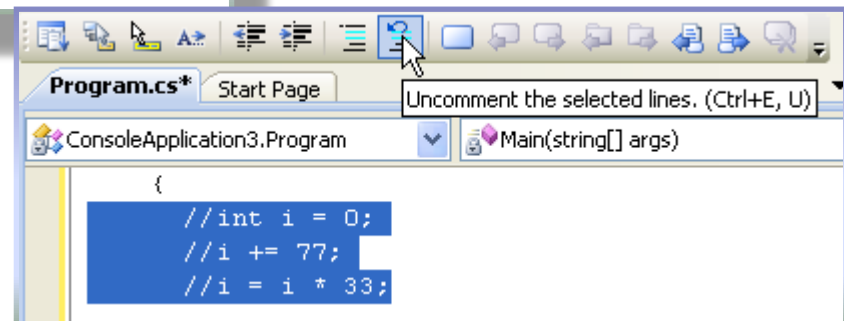 Program.cs* Start Page
Uncomment the selected lines. (Ctrl+E, U)
ConsoleApplication3.Program Main(string[] args)
{
//int i = 0;
//i += 77;
//i = i * 33;